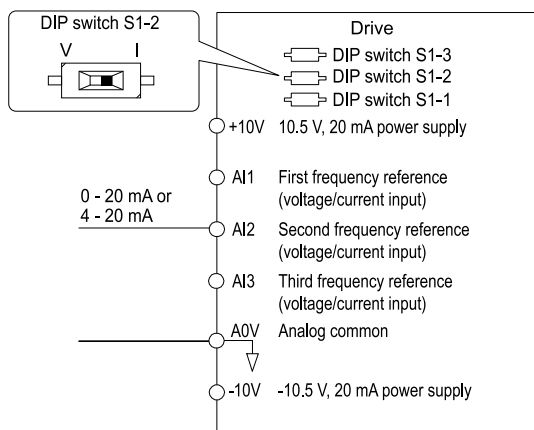 DIP switch S1-2
V I
Drive
DIP switch S1-3
DIP switch S1-2
DIP switch S1-1
+10V 10.5 V, 20 mA power supply
AI1 First frequency reference
(voltage/current input)
0 - 20 mA or
4 - 20 mA
AI2 Second frequency reference
(voltage/current input)
AI3 Third frequency reference
(voltage/current input)
A0V Analog common
-10V -10.5 V, 20 mA power supply